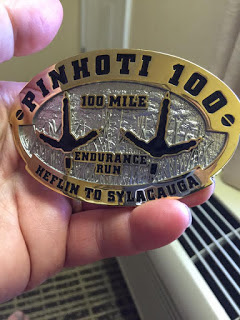 PINHOTI 100
100 MILE
ENDURANCE
RUN
HEFLIN TO SYLACAUGA